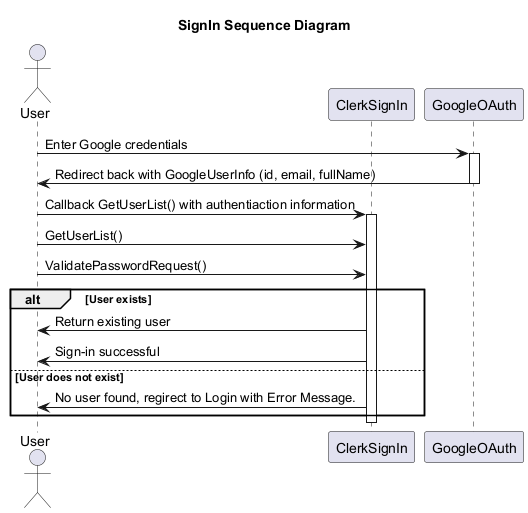 SignIn Sequence Diagram
User
ClerkSignIn
GoogleOAuth
Enter Google credentials
Redirect back with GoogleUserInfo (id, email, fullName)
Callback GetUserList() with authentiaction information
GetUserList()
ValidatePasswordRequest()
alt [User exists]
Return existing user
Sign-in successful
[User does not exist]
No user found, regirect to Login with Error Message.
User
ClerkSignIn
GoogleOAuth